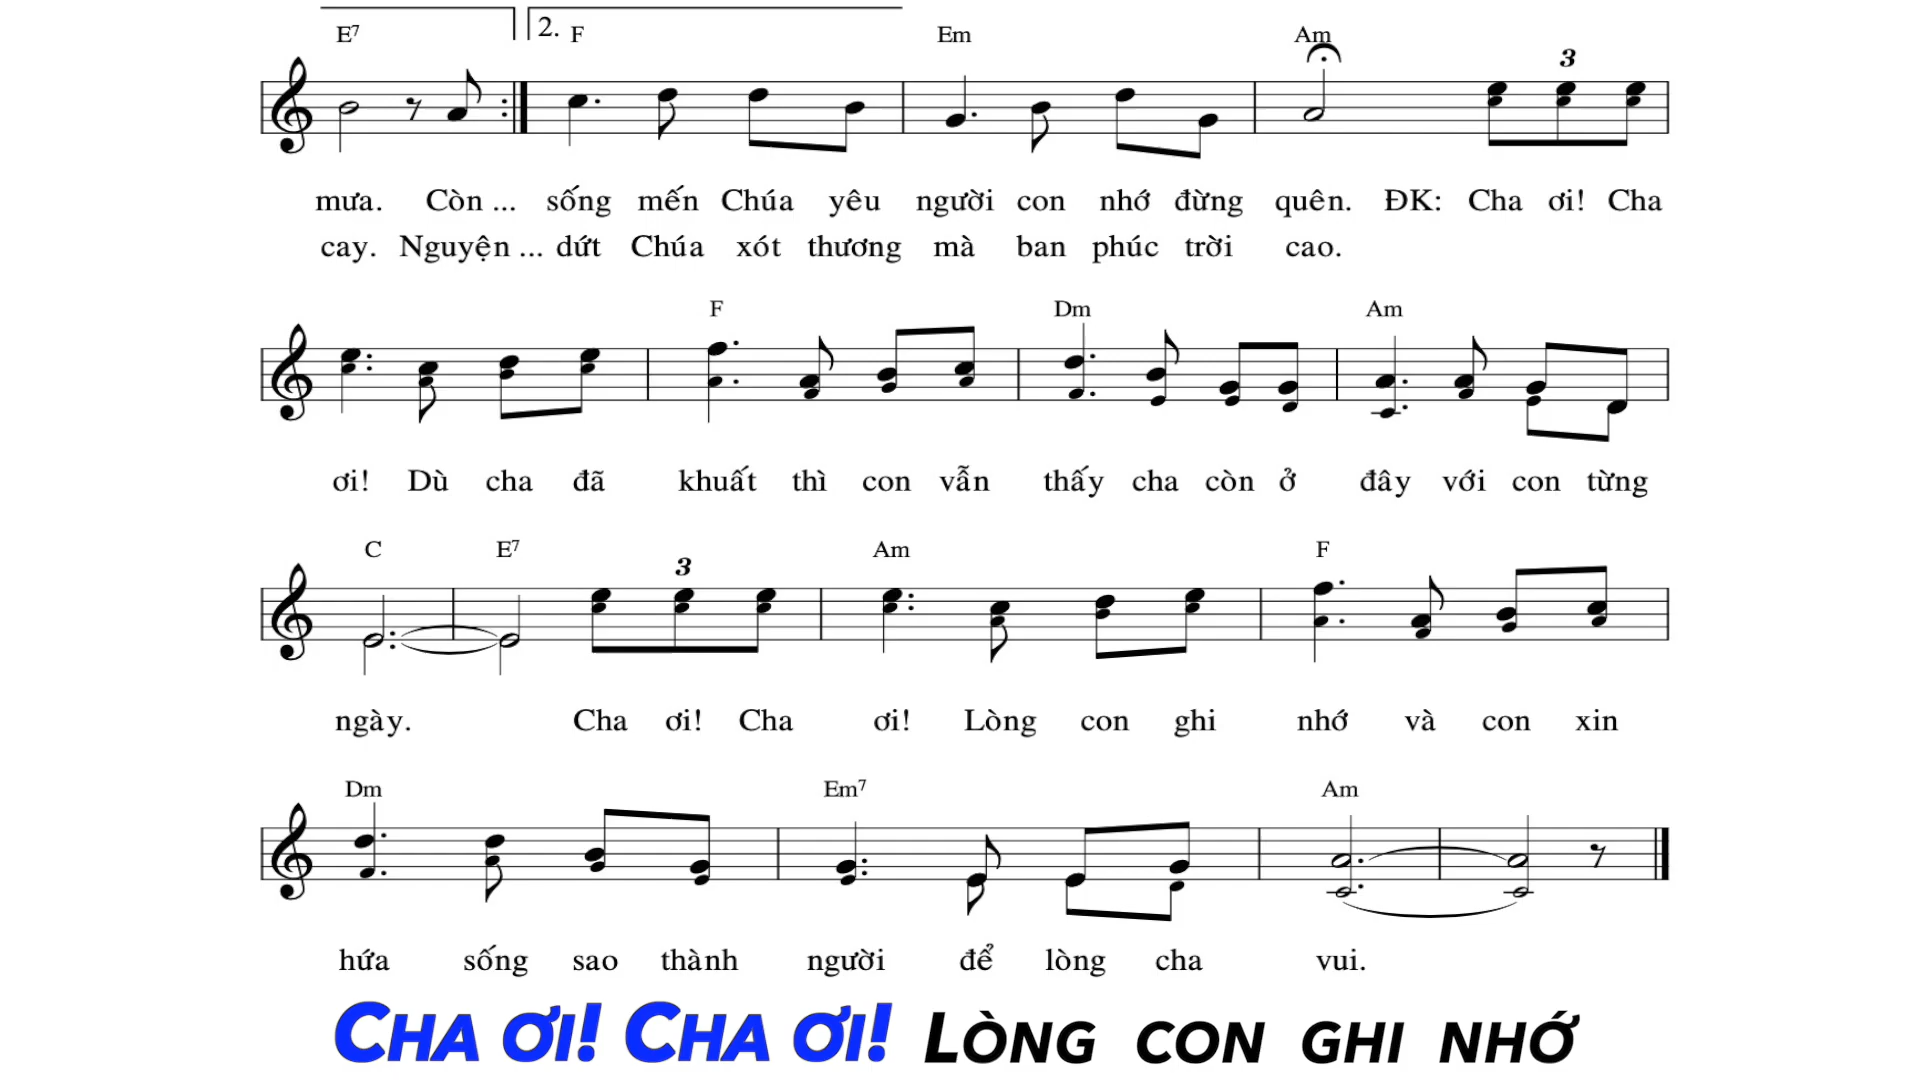 E7 2. F Em Am
3
mưa. Còn ... sống mến Chúa yêu người con nhớ đừng quên. ĐK: Cha ơi! Cha
cay. Nguyện ... dứt Chúa xót thương mà ban phúc trời cao.
F Dm Am
ơi! Dù cha đã khuất thì con vẫn thấy cha còn ở đây với con từng
C E7 Am F
3
ngày. Cha ơi! Cha ơi! Lòng con ghi nhớ và con xin
Dm Em7 Am
hứa sống sao thành người để lòng cha vui.
CHA ƠI! CHA ƠI! LÒNG CON GHI NHỚ